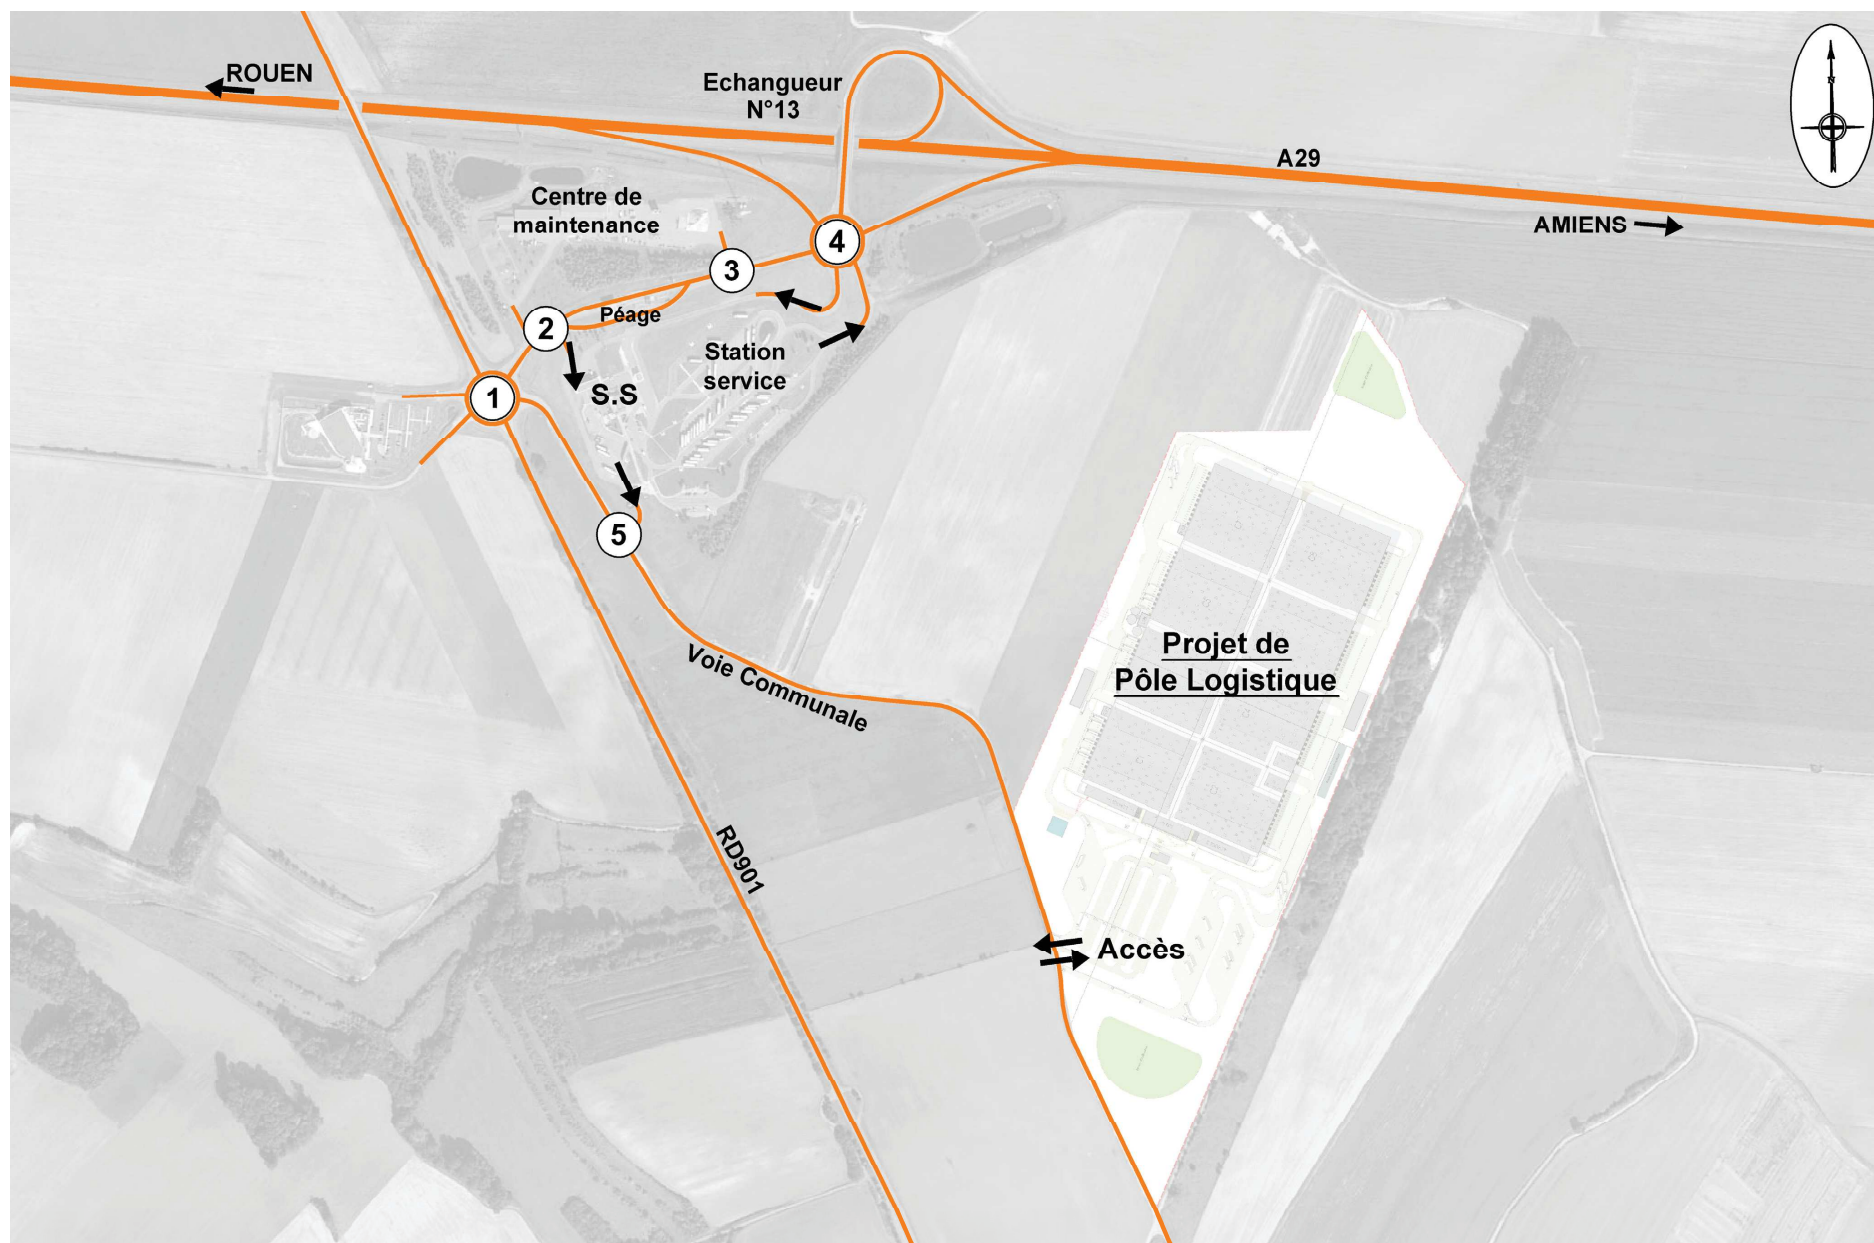 ROUEN
Echangueur
N°13
N
A29
AMIENS
Centre de
maintenance
4
3
2
Péage
Station
service
S.S
1
5
Projet de
Pôle Logistique
Voie Communale
RD901
Accès